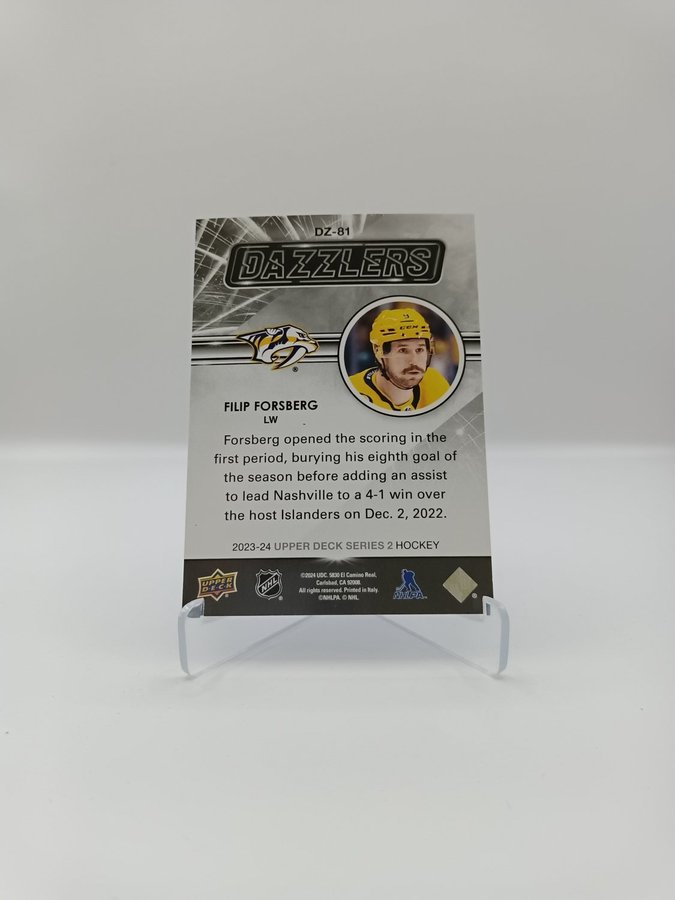 DZ-81
DAZZLERS
9
CCM
FILIP FORSBERG
LW
Forsberg opened the scoring in the
first period, burying his eighth goal of
the season before adding an assist
to lead Nashville to a 4-1 win over
the host Islanders on Dec. 2, 2022.
2023-24 UPPER DECK SERIES 2 HOCKEY
UPPER DECK
NHL
©2024 UDC. 5830 El Camino Real,
Carlsbad, CA 92008.
All rights reserved. Printed in Italy.
©NHLPA. © NHL.
NHLPA